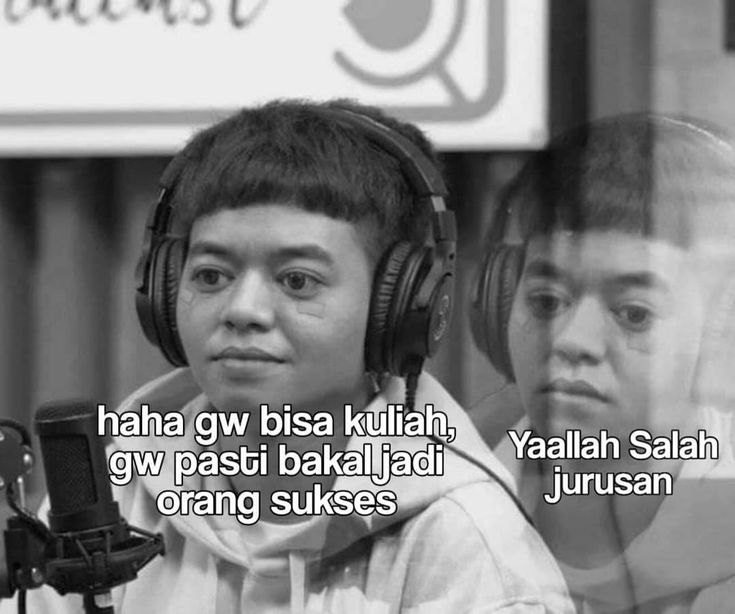 haha gw bisa kuliah,
gw pasti bakal jadi
orang sukses
Yaallah Salah
jurusan